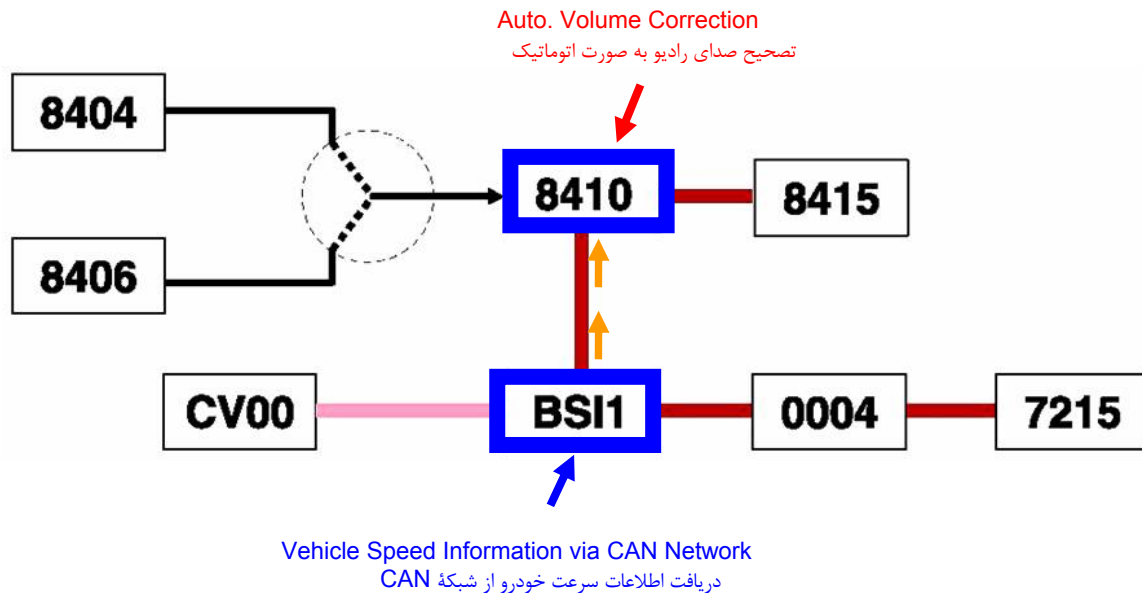 Auto. Volume Correction
تصحیح صدای رادیو به صورت اتوماتیک
8404
8410
8415
8406
CV00
BSI1
0004
7215
Vehicle Speed Information via CAN Network
دریافت اطلاعات سرعت خودرو از شبکهٔ CAN